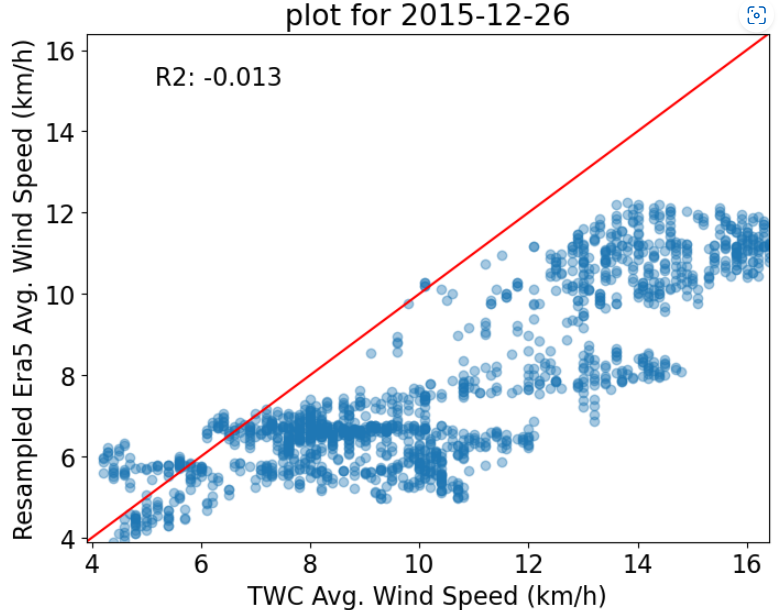 plot for 2015-12-26
R2: -0.013
Resampled Era5 Avg. Wind Speed (km/h)
16
14
12
10
8
6
4
4 6 8 10 12 14 16
TWC Avg. Wind Speed (km/h)